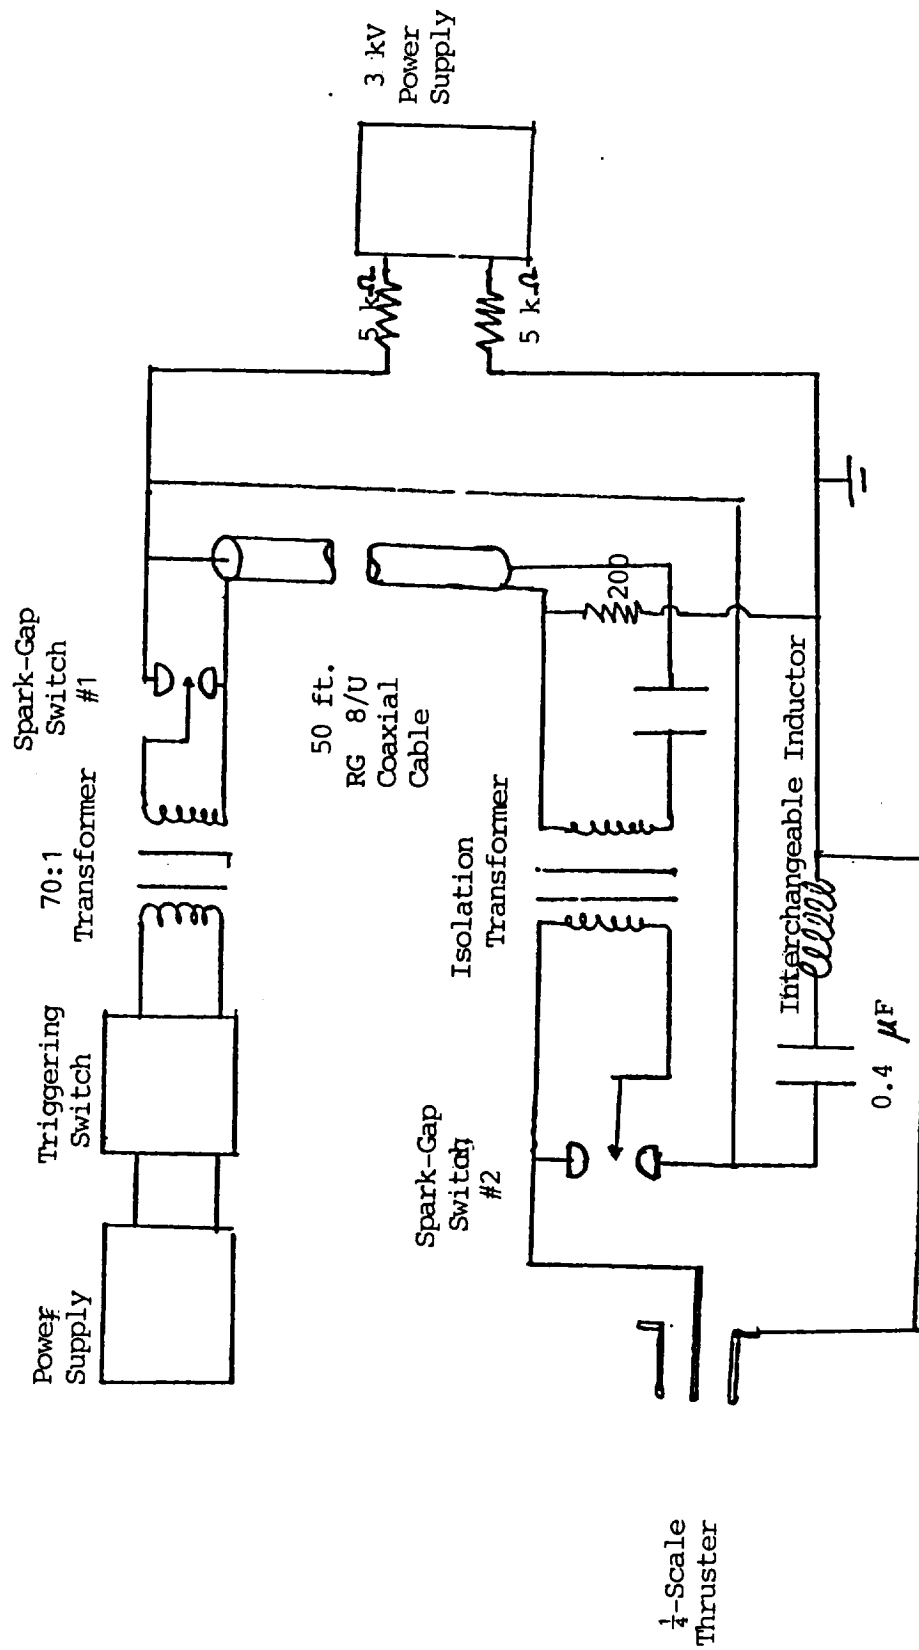 Power
Supply
Triggering
Switch
70:1
Transformer
Spark-Gap
Switch
#1
50 ft.
RG 8/U
Coaxial
Cable
3 kV
Power
Supply
5 kΩ
5 kΩ
200
Isolation
Transformer
Spark-Gap
Switch
#2
Interchangeable Inductor
0.4 μF
¼-Scale
Thruster